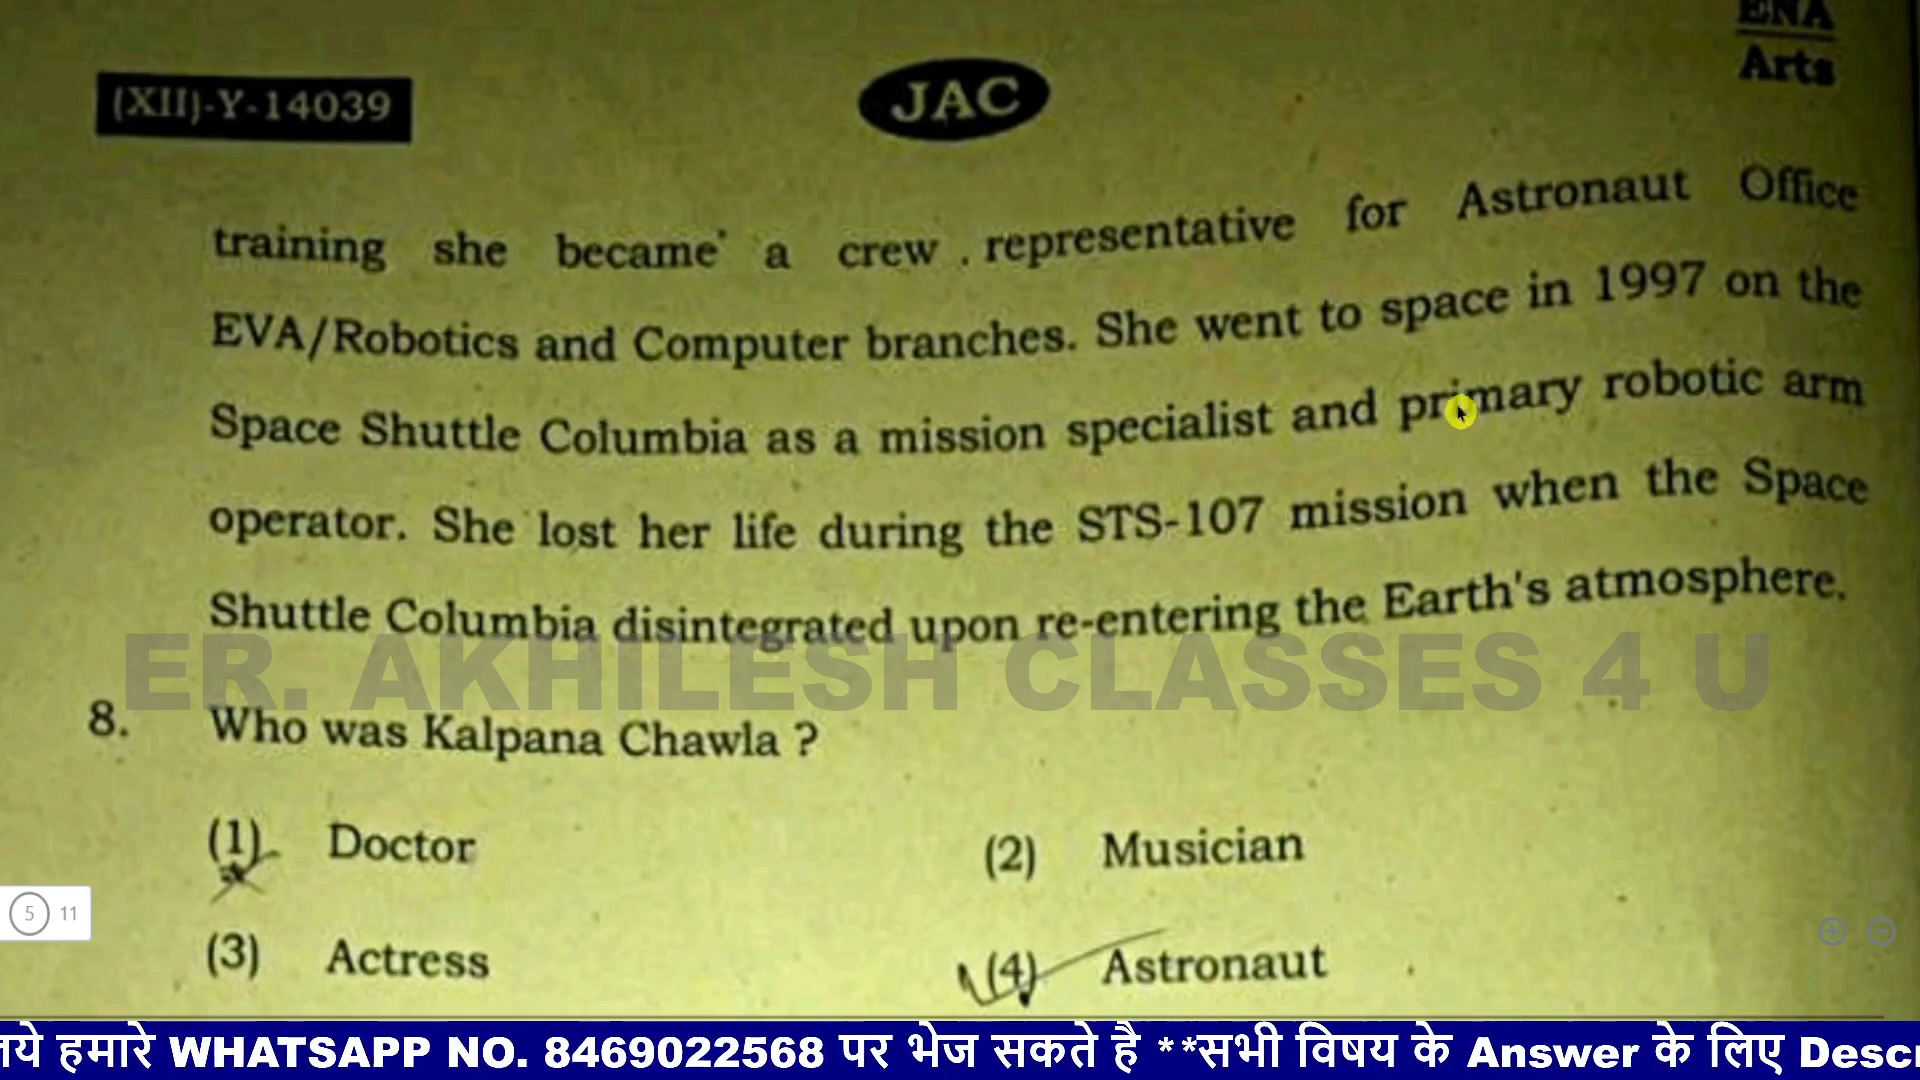 ENA
Arts
(XII)-Y-14039
JAC
training she became a crew representative for Astronaut Office
EVA/Robotics and Computer branches. She went to space in 1997 on the
Space Shuttle Columbia as a mission specialist and primary robotic arm
operator. She lost her life during the STS-107 mission when the Space
Shuttle Columbia disintegrated upon re-entering the Earth's atmosphere.
ER. AKHILESH CLASSES 4 U
8. Who was Kalpana Chawla ?
(1) Doctor (2) Musician
5 11
(3) Actress (4) Astronaut
हमारे WHATSAPP NO. 8469022568 पर भेज सकते है **सभी विषय के Answer के लिए